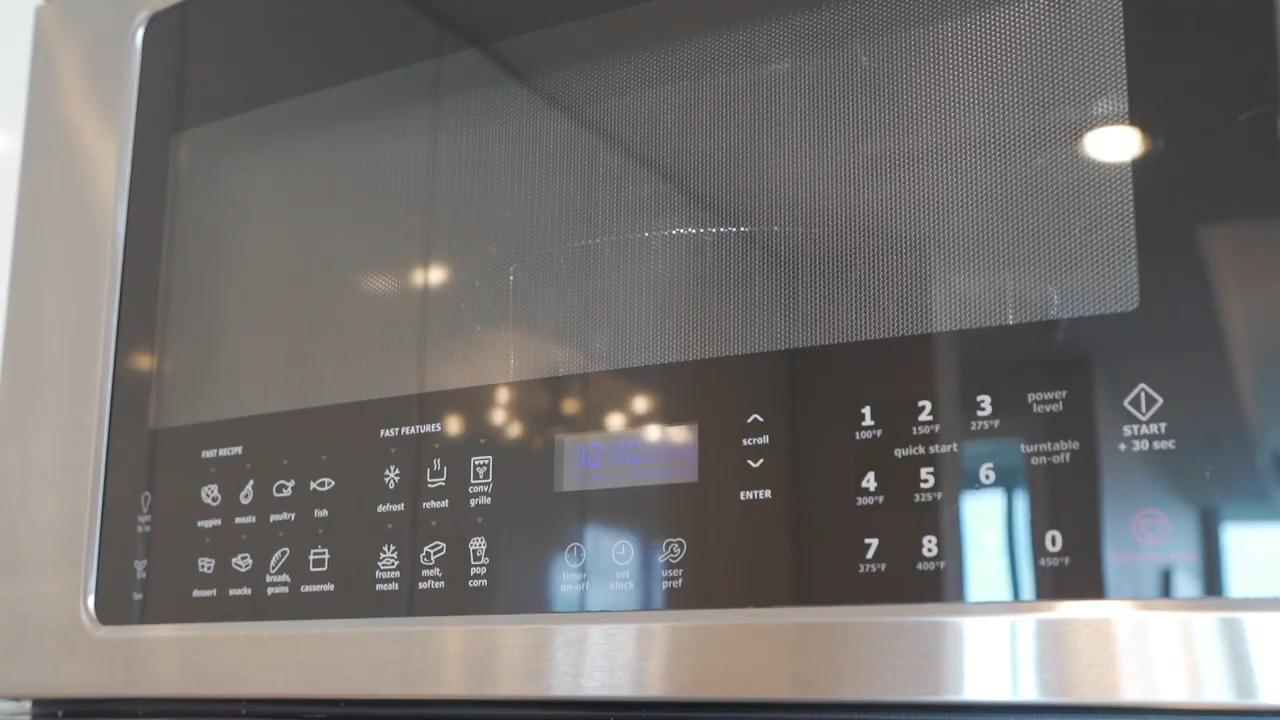 FAST RECIPE
veggies meats poultry fish
dessert snacks breads, grains casserole
FAST FEATURES
defrost reheat conv/ grille
frozen meals melt, soften pop corn
timer on-off set clock user pref
scroll
ENTER
1 2 3 power level
100°F 150°F 275°F
quick start turntable on-off
4 5 6
300°F 325°F
7 8 0
375°F 400°F 450°F
START
+ 30 sec